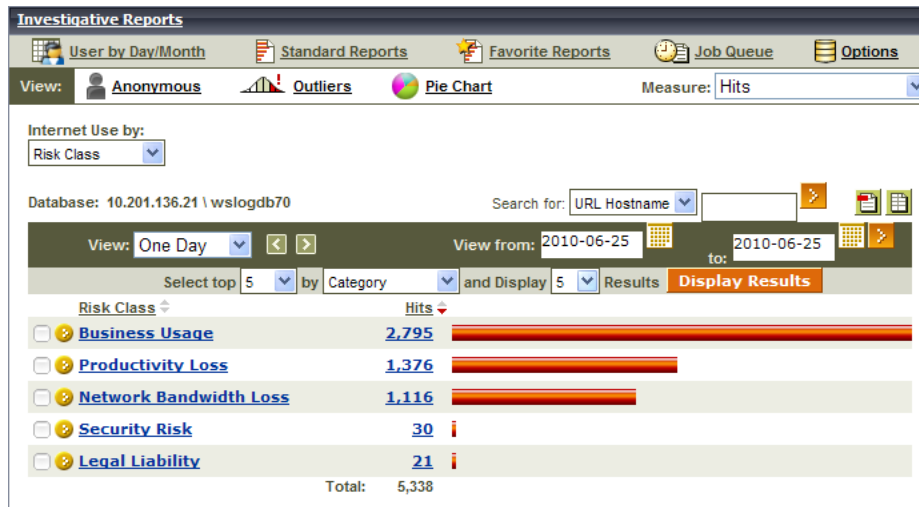 Investigative Reports
User by Day/Month Standard Reports Favorite Reports Job Queue Options
View: Anonymous Outliers Pie Chart Measure: Hits
Internet Use by:
Risk Class
Database: 10.201.136.21 \ wslogdb70 Search for: URL Hostname
View: One Day View from: 2010-06-25 to: 2010-06-25
Select top 5 by Category and Display 5 Results Display Results
Risk Class Hits
Business Usage 2,795
Productivity Loss 1,376
Network Bandwidth Loss 1,116
Security Risk 30
Legal Liability 21
Total: 5,338